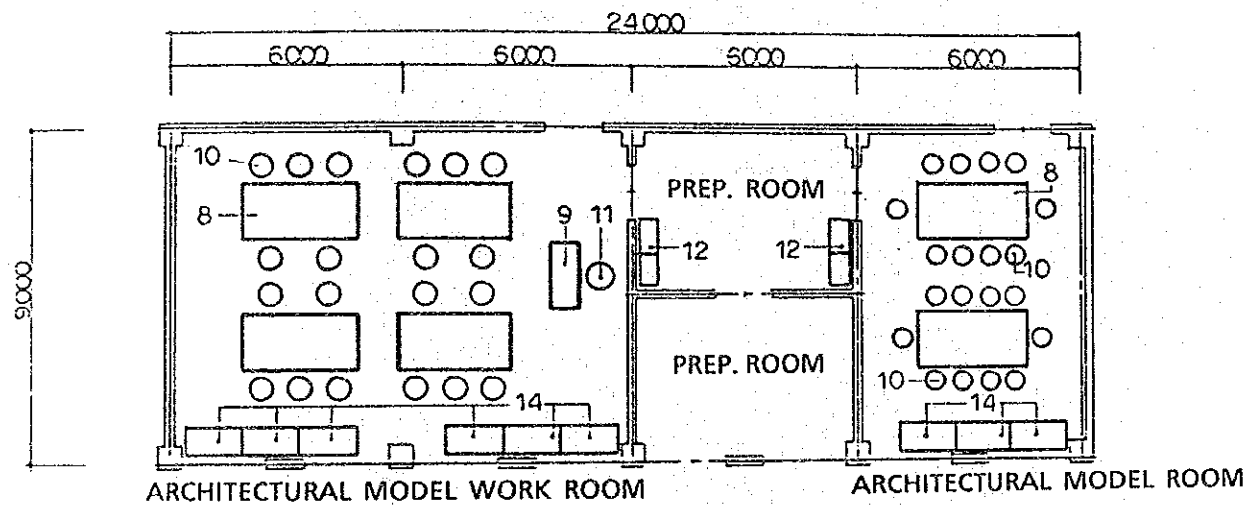 24000
6000 6000 6000 6000
9000
10
8
9 11
PREP. ROOM
12 12
8
10
PREP. ROOM
10
14
14
ARCHITECTURAL MODEL WORK ROOM
ARCHITECTURAL MODEL ROOM